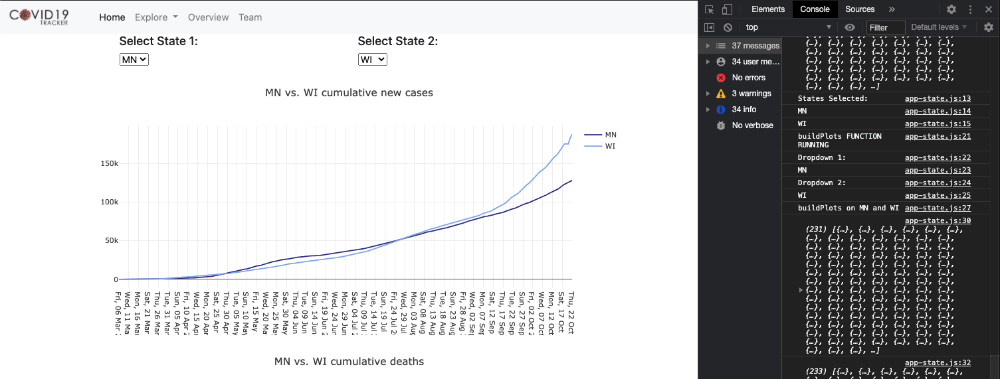 COVID19
TRACKER
Home Explore Overview Team
Select State 1: Select State 2:
MN WI
MN vs. WI cumulative new cases
MN
WI
150k
100k
50k
0
Fri, 06 Mar 2
Wed, 11 Mar
Mon, 16 Mar
Sat, 21 Mar
Thu, 26 Mar
Tue, 31 Mar
Sun, 05 Apr
Fri, 10 Apr 2
Wed, 15 Apr
Mon, 20 Apr
Sat, 25 Apr
Thu, 30 Apr
Tue, 05 May
Sun, 10 May
Fri, 15 May
Wed, 20 Mar
Mon, 25 May
Sat, 30 May
Thu, 04 Jun
Tue, 09 Jun
Sun, 14 Jun
Fri, 19 Jun 2
Wed, 24 Jun
Mon, 29 Jun
Sat, 04 Jul 2
Thu, 09 Jul
Tue, 14 Jul
Sun, 19 Jul
Fri, 24 Jul 20
Wed, 29 Jul
Mon, 03 Aug
Sat, 08 Aug
Thu, 13 Aug
Tue, 18 Aug
Sun, 23 Aug
Fri, 28 Aug
Wed, 02 Sep
Mon, 07 Sep
Sat, 12 Sep
Thu, 17 Sep
Tue, 22 Sep
Sun, 27 Sep
Fri, 02 Oct 2
Wed, 07 Oct
Mon, 12 Oct
Sat, 17 Oct
Thu, 22 Oct
MN vs. WI cumulative deaths
Elements Console Sources »
top Filter Default levels
37 messages
34 user me...
No errors
3 warnings
34 info
No verbose
{…}, {…}, {…}, {…}, {…}, {…}, {…},
{…}, {…}, {…}, {…}, {…}, {…}, {…},
{…}, {…}, {…}, {…}, {…}, {…}, {…},
{…}, {…}, {…}, {…}, {…}, {…}, {…},
{…}, {…}, {…}, {…}, {…}, {…}, {…},
{…}, {…}, {…}, …]
States Selected: app-state.js:13
MN app-state.js:14
WI app-state.js:15
buildPlots FUNCTION app-state.js:21
RUNNING
Dropdown 1: app-state.js:22
MN app-state.js:23
Dropdown 2: app-state.js:24
WI app-state.js:25
buildPlots on MN and WI app-state.js:27
app-state.js:30
(231) [{…}, {…}, {…}, {…}, {…}, {…},
{…}, {…}, {…}, {…}, {…}, {…}, {…},
{…}, {…}, {…}, {…}, {…}, {…}, {…},
{…}, {…}, {…}, {…}, {…}, {…}, {…},
{…}, {…}, {…}, {…}, {…}, {…}, {…},
{…}, {…}, {…}, {…}, {…}, {…}, {…},
{…}, {…}, {…}, {…}, {…}, {…}, {…},
{…}, {…}, {…}, {…}, {…}, {…}, {…},
{…}, {…}, {…}, {…}, {…}, {…}, {…},
{…}, {…}, {…}, {…}, {…}, {…}, {…},
{…}, {…}, {…}, {…}, {…}, {…}, {…},
{…}, {…}, {…}, {…}, {…}, {…}, {…},
{…}, {…}, {…}, {…}, {…}, {…}, {…},
{…}, {…}, {…}, {…}, {…}, {…}, {…},
{…}, {…}, {…}, …]
app-state.js:32
(233) [{…}, {…}, {…}, {…}, {…}, {…},